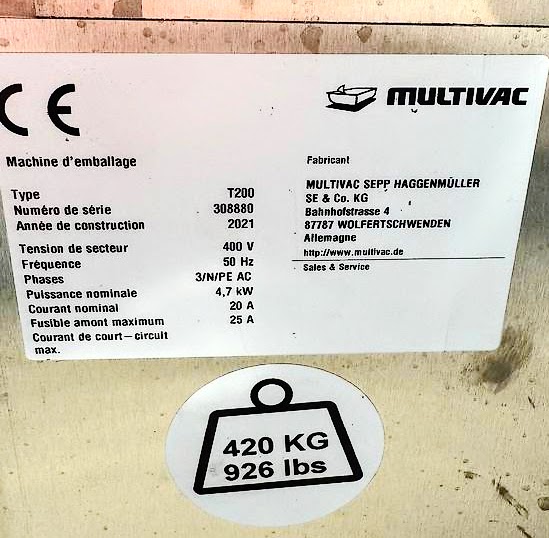 CE
MULTIVAC
Machine d'emballage
Type T200
Numéro de série 308880
Année de construction 2021
Tension de secteur 400 V
Fréquence 50 Hz
Phases 3/N/PE AC
Puissance nominale 4,7 kW
Courant nominal 20 A
Fusible amont maximum 25 A
Courant de court-circuit
max.
Fabricant
MULTIVAC SEPP HAGGENMÜLLER
SE & Co. KG
Bahnhofstrasse 4
87787 WOLFERTSCHWENDEN
Allemagne
http://www.multivac.de
Sales & Service
420 KG
926 lbs